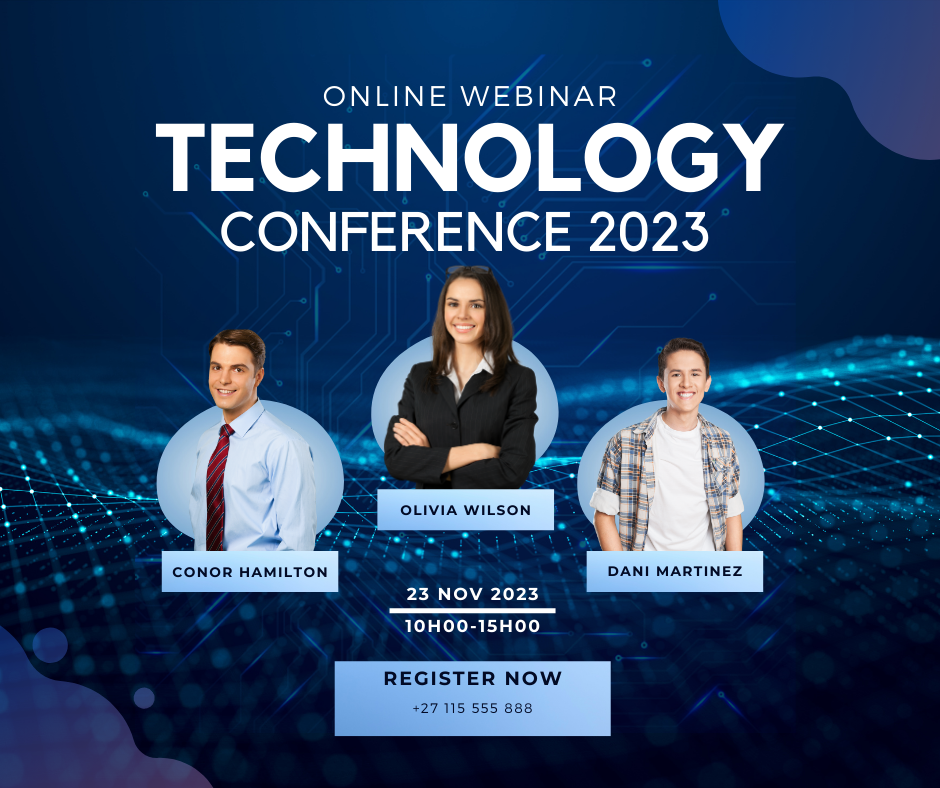 ONLINE WEBINAR
TECHNOLOGY
CONFERENCE 2023
OLIVIA WILSON
CONOR HAMILTON
DANI MARTINEZ
23 NOV 2023
10H00-15H00
REGISTER NOW
+27 115 555 888